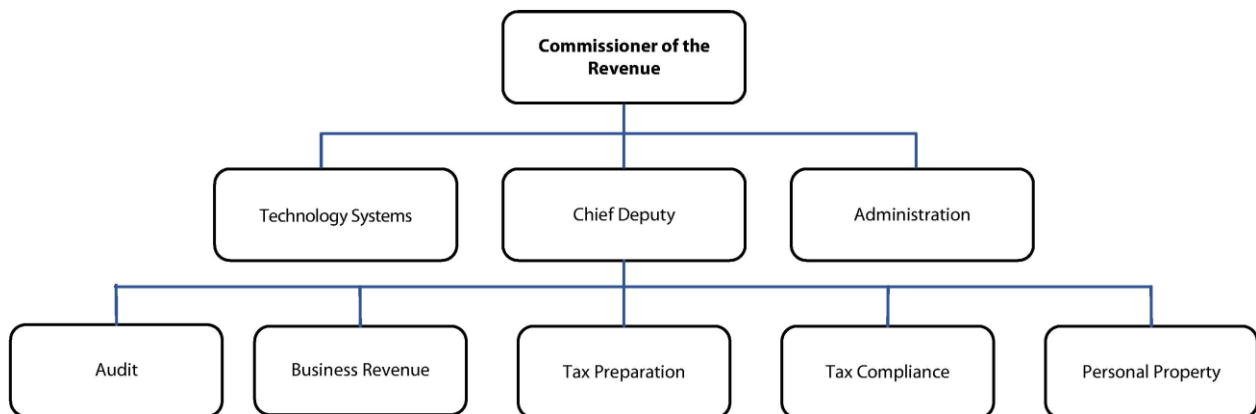 Commissioner of the
Revenue
Technology Systems
Chief Deputy
Administration
Audit
Business Revenue
Tax Preparation
Tax Compliance
Personal Property